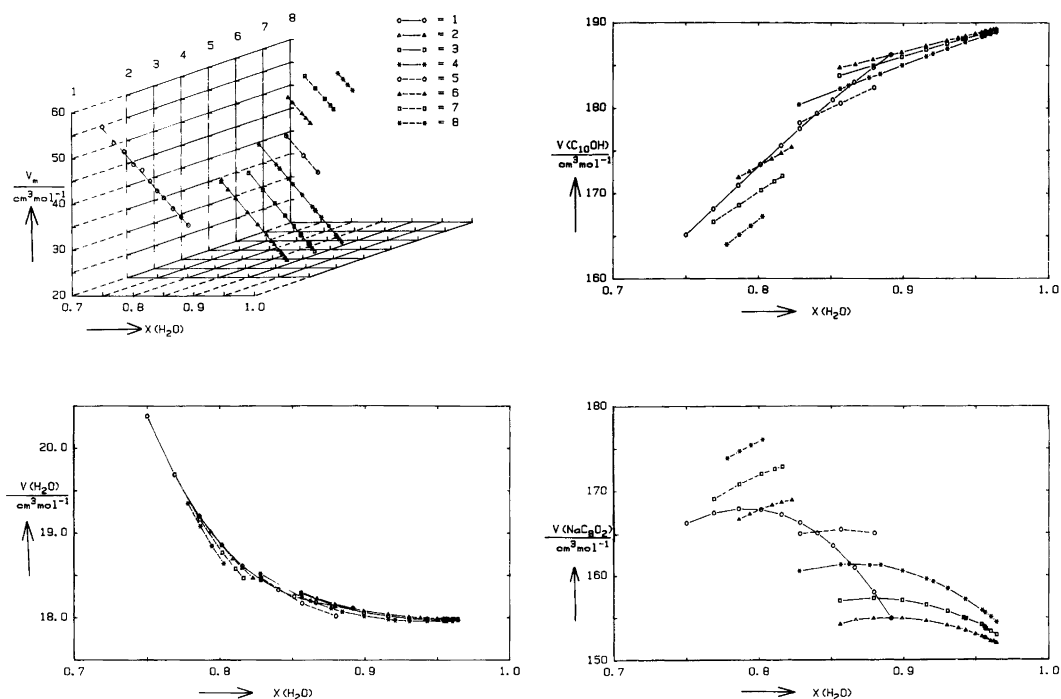 1 2 3 4 5 6 7 8
= 1
= 2
= 3
= 4
= 5
= 6
= 7
= 8
60
50
40
30
20
Vm
cm³mol⁻¹
0.7 0.8 0.9 1.0
X(H₂O)
190
180
170
160
V(C₁₀OH)
cm³mol⁻¹
0.7 0.8 0.9 1.0
X(H₂O)
20.0
19.0
18.0
V(H₂O)
cm³mol⁻¹
0.7 0.8 0.9 1.0
X(H₂O)
180
170
160
150
V(NaC₈O₂)
cm³mol⁻¹
0.7 0.8 0.9 1.0
X(H₂O)